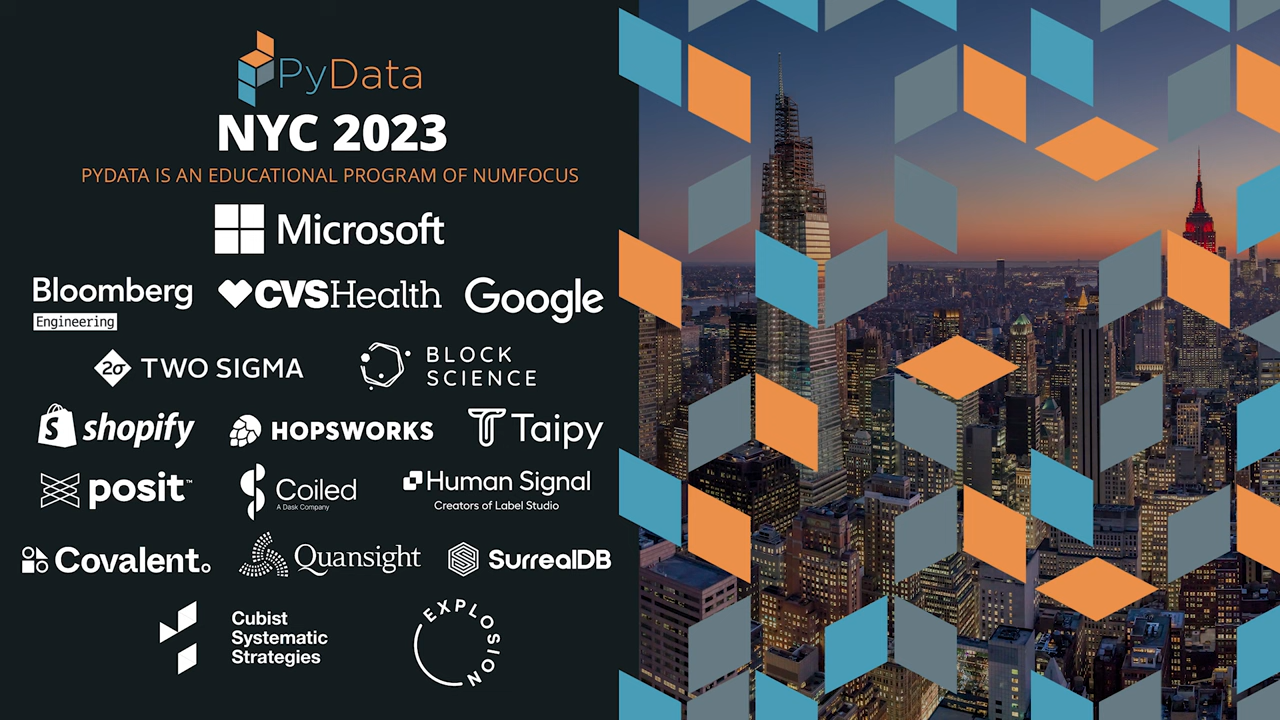 PyData
NYC 2023
PYDATA IS AN EDUCATIONAL PROGRAM OF NUMFOCUS
Microsoft
Bloomberg
Engineering
CVSHealth
Google
2σ TWO SIGMA
BLOCK
SCIENCE
shopify
HOPSWORKS
Taipy
posit™
Coiled
A Dask Company
Human Signal
Creators of Label Studio
Covalent.
Quansight
SurrealDB
Cubist
Systematic
Strategies
EXPLOSION